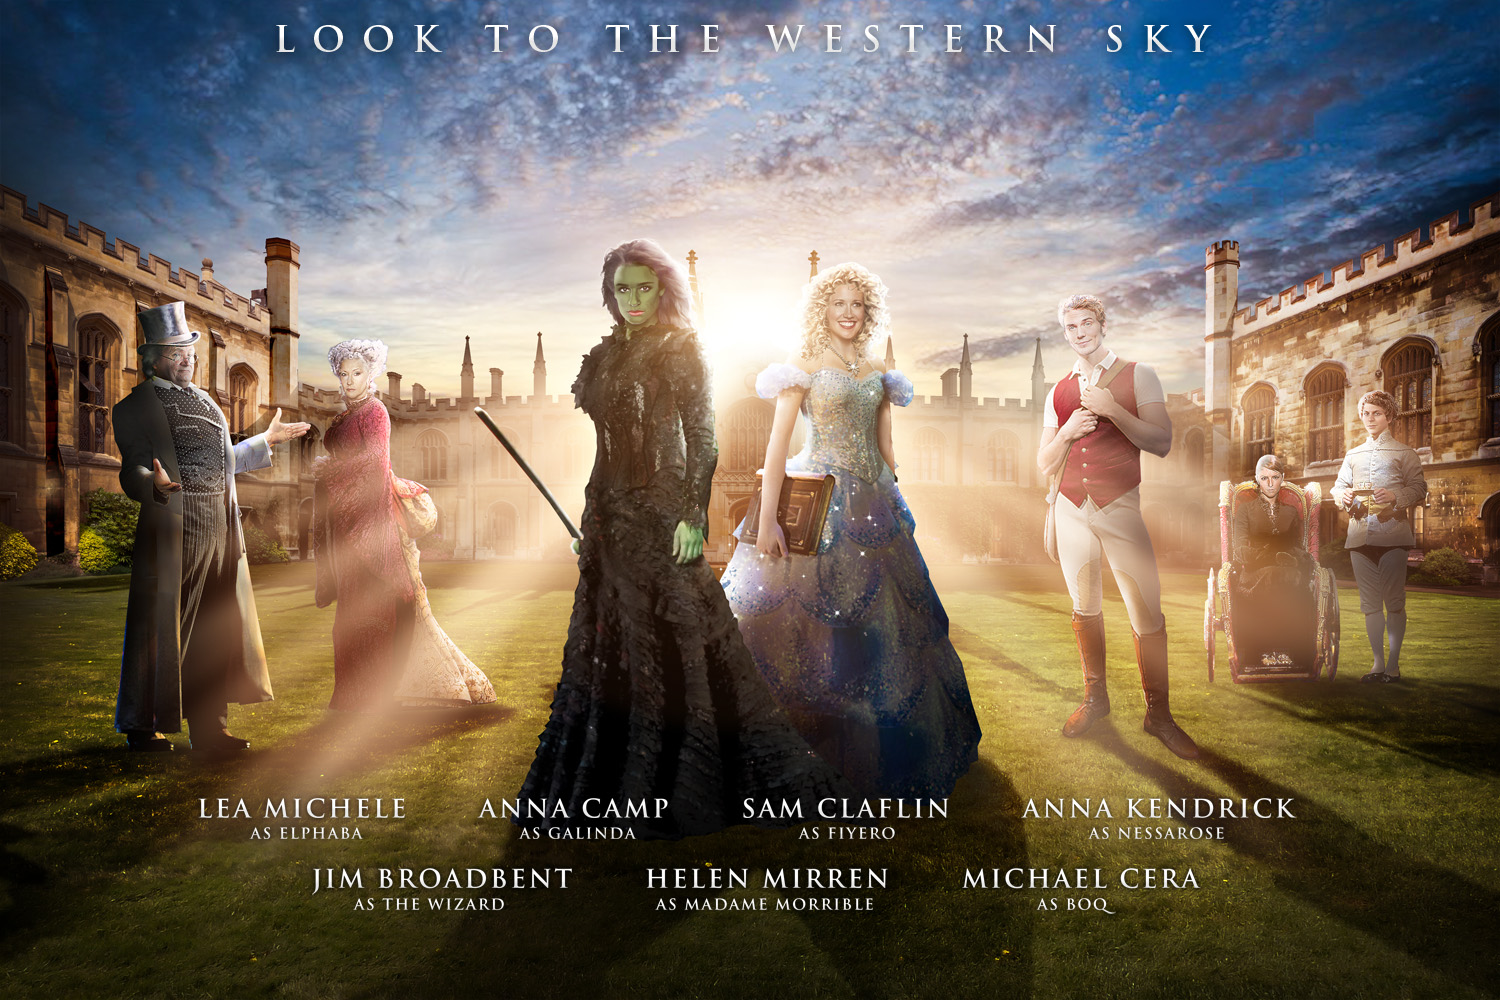 LOOK TO THE WESTERN SKY
LEA MICHELE ANNA CAMP SAM CLAFLIN ANNA KENDRICK
AS ELPHABA AS GALINDA AS FIYERO AS NESSAROSE
JIM BROADBENT HELEN MIRREN MICHAEL CERA
AS THE WIZARD AS MADAME MORRIBLE AS BOQ